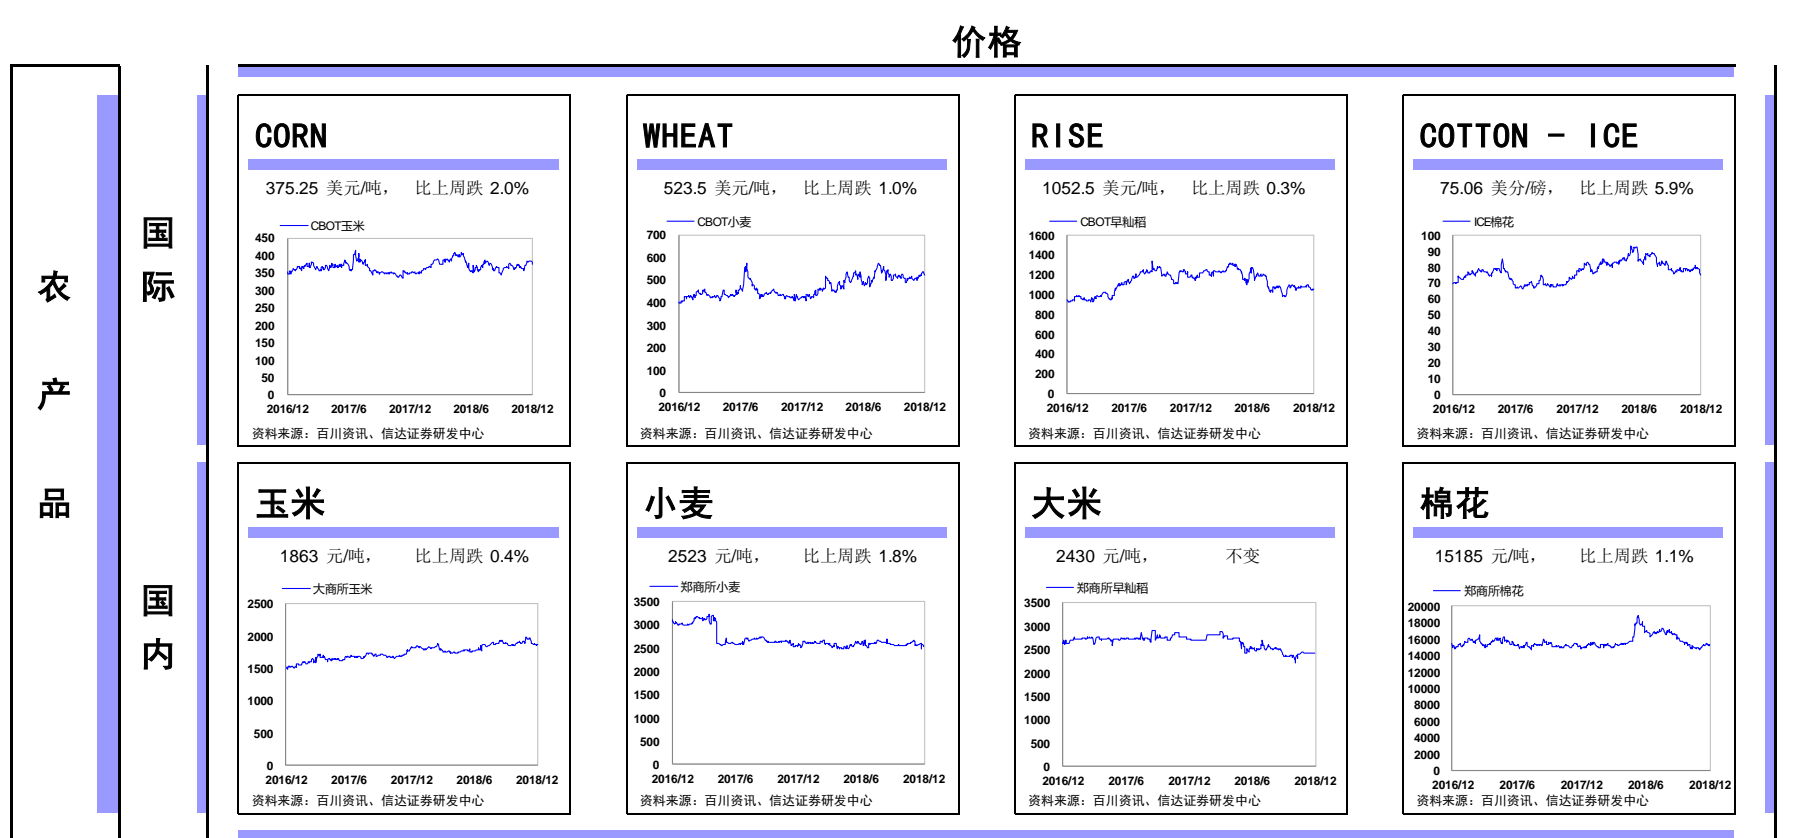 价格
农
产
品
国
际
国
内
CORN
375.25 美元/吨， 比上周跌 2.0%
CBOT玉米
450
400
350
300
250
200
150
100
50
0
2016/12 2017/6 2017/12 2018/6 2018/12
资料来源：百川资讯、信达证券研发中心
WHEAT
523.5 美元/吨， 比上周跌 1.0%
CBOT小麦
700
600
500
400
300
200
100
0
2016/12 2017/6 2017/12 2018/6 2018/12
资料来源：百川资讯、信达证券研发中心
RISE
1052.5 美元/吨， 比上周跌 0.3%
CBOT早籼稻
1600
1400
1200
1000
800
600
400
200
0
2016/12 2017/6 2017/12 2018/6 2018/12
资料来源：百川资讯、信达证券研发中心
COTTON - ICE
75.06 美分/磅， 比上周跌 5.9%
ICE棉花
100
90
80
70
60
50
40
30
20
10
0
2016/12 2017/6 2017/12 2018/6 2018/12
资料来源：百川资讯、信达证券研发中心
玉米
1863 元/吨， 比上周跌 0.4%
大商所玉米
2500
2000
1500
1000
500
0
2016/12 2017/6 2017/12 2018/6 2018/12
资料来源：百川资讯、信达证券研发中心
小麦
2523 元/吨， 比上周跌 1.8%
郑商所小麦
3500
3000
2500
2000
1500
1000
500
0
2016/12 2017/6 2017/12 2018/6 2018/12
资料来源：百川资讯、信达证券研发中心
大米
2430 元/吨， 不变
郑商所早籼稻
3500
3000
2500
2000
1500
1000
500
0
2016/12 2017/6 2017/12 2018/6 2018/12
资料来源：百川资讯、信达证券研发中心
棉花
15185 元/吨， 比上周跌 1.1%
郑商所棉花
20000
18000
16000
14000
12000
10000
8000
6000
4000
2000
0
2016/12 2017/6 2017/12 2018/6 2018/12
资料来源：百川资讯、信达证券研发中心